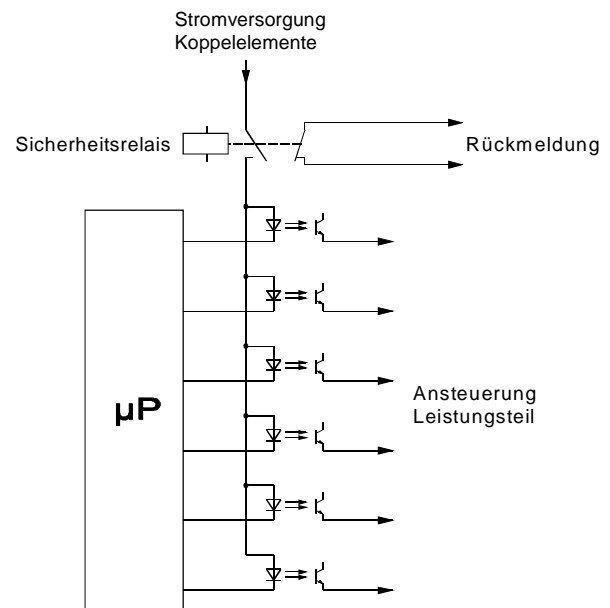 Stromversorgung
Koppelelemente
Sicherheitsrelais
Rückmeldung
µP
Ansteuerung
Leistungsteil